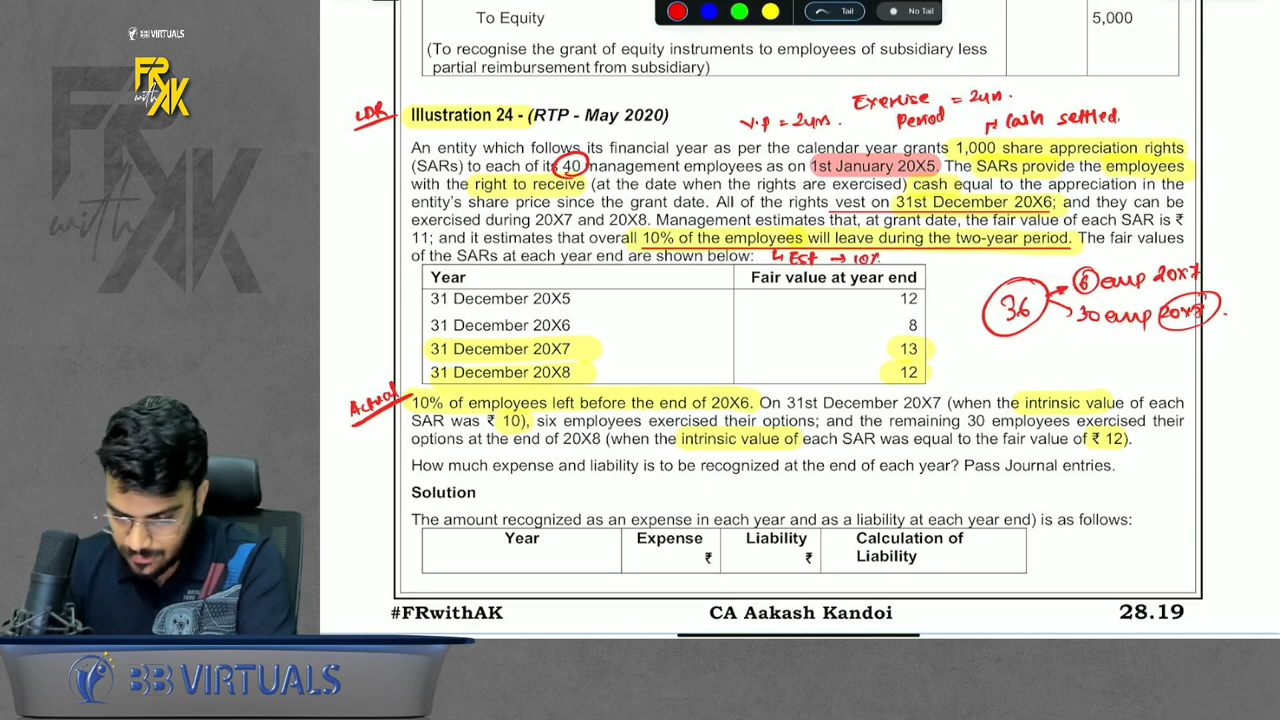 BB VIRTUALS
FR
with AK
Tail
No Tail
To Equity 5,000
(To recognise the grant of equity instruments to employees of subsidiary less
partial reimbursement from subsidiary)
LDR
Illustration 24 - (RTP - May 2020)
V.P = 2yrs.
Exercise Period = 2yrs.
Cash settled.
An entity which follows its financial year as per the calendar year grants 1,000 share appreciation rights
(SARs) to each of its 40 management employees as on 1st January 20X5. The SARs provide the employees
with the right to receive (at the date when the rights are exercised) cash equal to the appreciation in the
entity's share price since the grant date. All of the rights vest on 31st December 20X6; and they can be
exercised during 20X7 and 20X8. Management estimates that, at grant date, the fair value of each SAR is ₹
11; and it estimates that overall 10% of the employees will leave during the two-year period. The fair values
of the SARs at each year end are shown below:
Est → 10%
Year Fair value at year end
31 December 20X5 12
31 December 20X6 8
31 December 20X7 13
31 December 20X8 12
36
6 emp 20X7
30 emp 20X8.
Actual
10% of employees left before the end of 20X6. On 31st December 20X7 (when the intrinsic value of each
SAR was ₹ 10), six employees exercised their options; and the remaining 30 employees exercised their
options at the end of 20X8 (when the intrinsic value of each SAR was equal to the fair value of ₹ 12).
How much expense and liability is to be recognized at the end of each year? Pass Journal entries.
Solution
The amount recognized as an expense in each year and as a liability at each year end) is as follows:
Year Expense ₹ Liability ₹ Calculation of Liability
#FRwithAK CA Aakash Kandoi 28.19
BB VIRTUALS